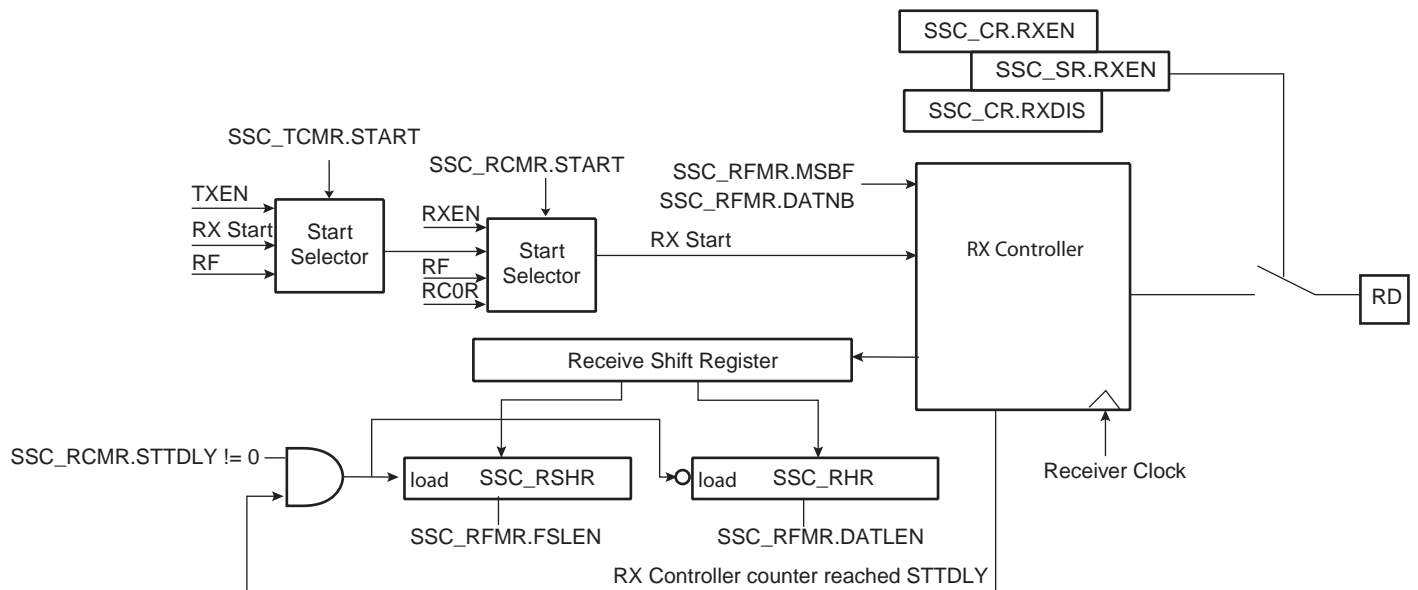 SSC_CR.RXEN
SSC_SR.RXEN
SSC_CR.RXDIS
SSC_TCMR.START
SSC_RCMR.START
SSC_RFMR.MSBF
SSC_RFMR.DATNB
TXEN
RX Start
RF
Start
Selector
RXEN
RF
RC0R
Start
Selector
RX Start
RX Controller
RD
Receive Shift Register
SSC_RCMR.STTDLY != 0
load
SSC_RSHR
load
SSC_RHR
Receiver Clock
SSC_RFMR.FSLEN
SSC_RFMR.DATLEN
RX Controller counter reached STTDLY